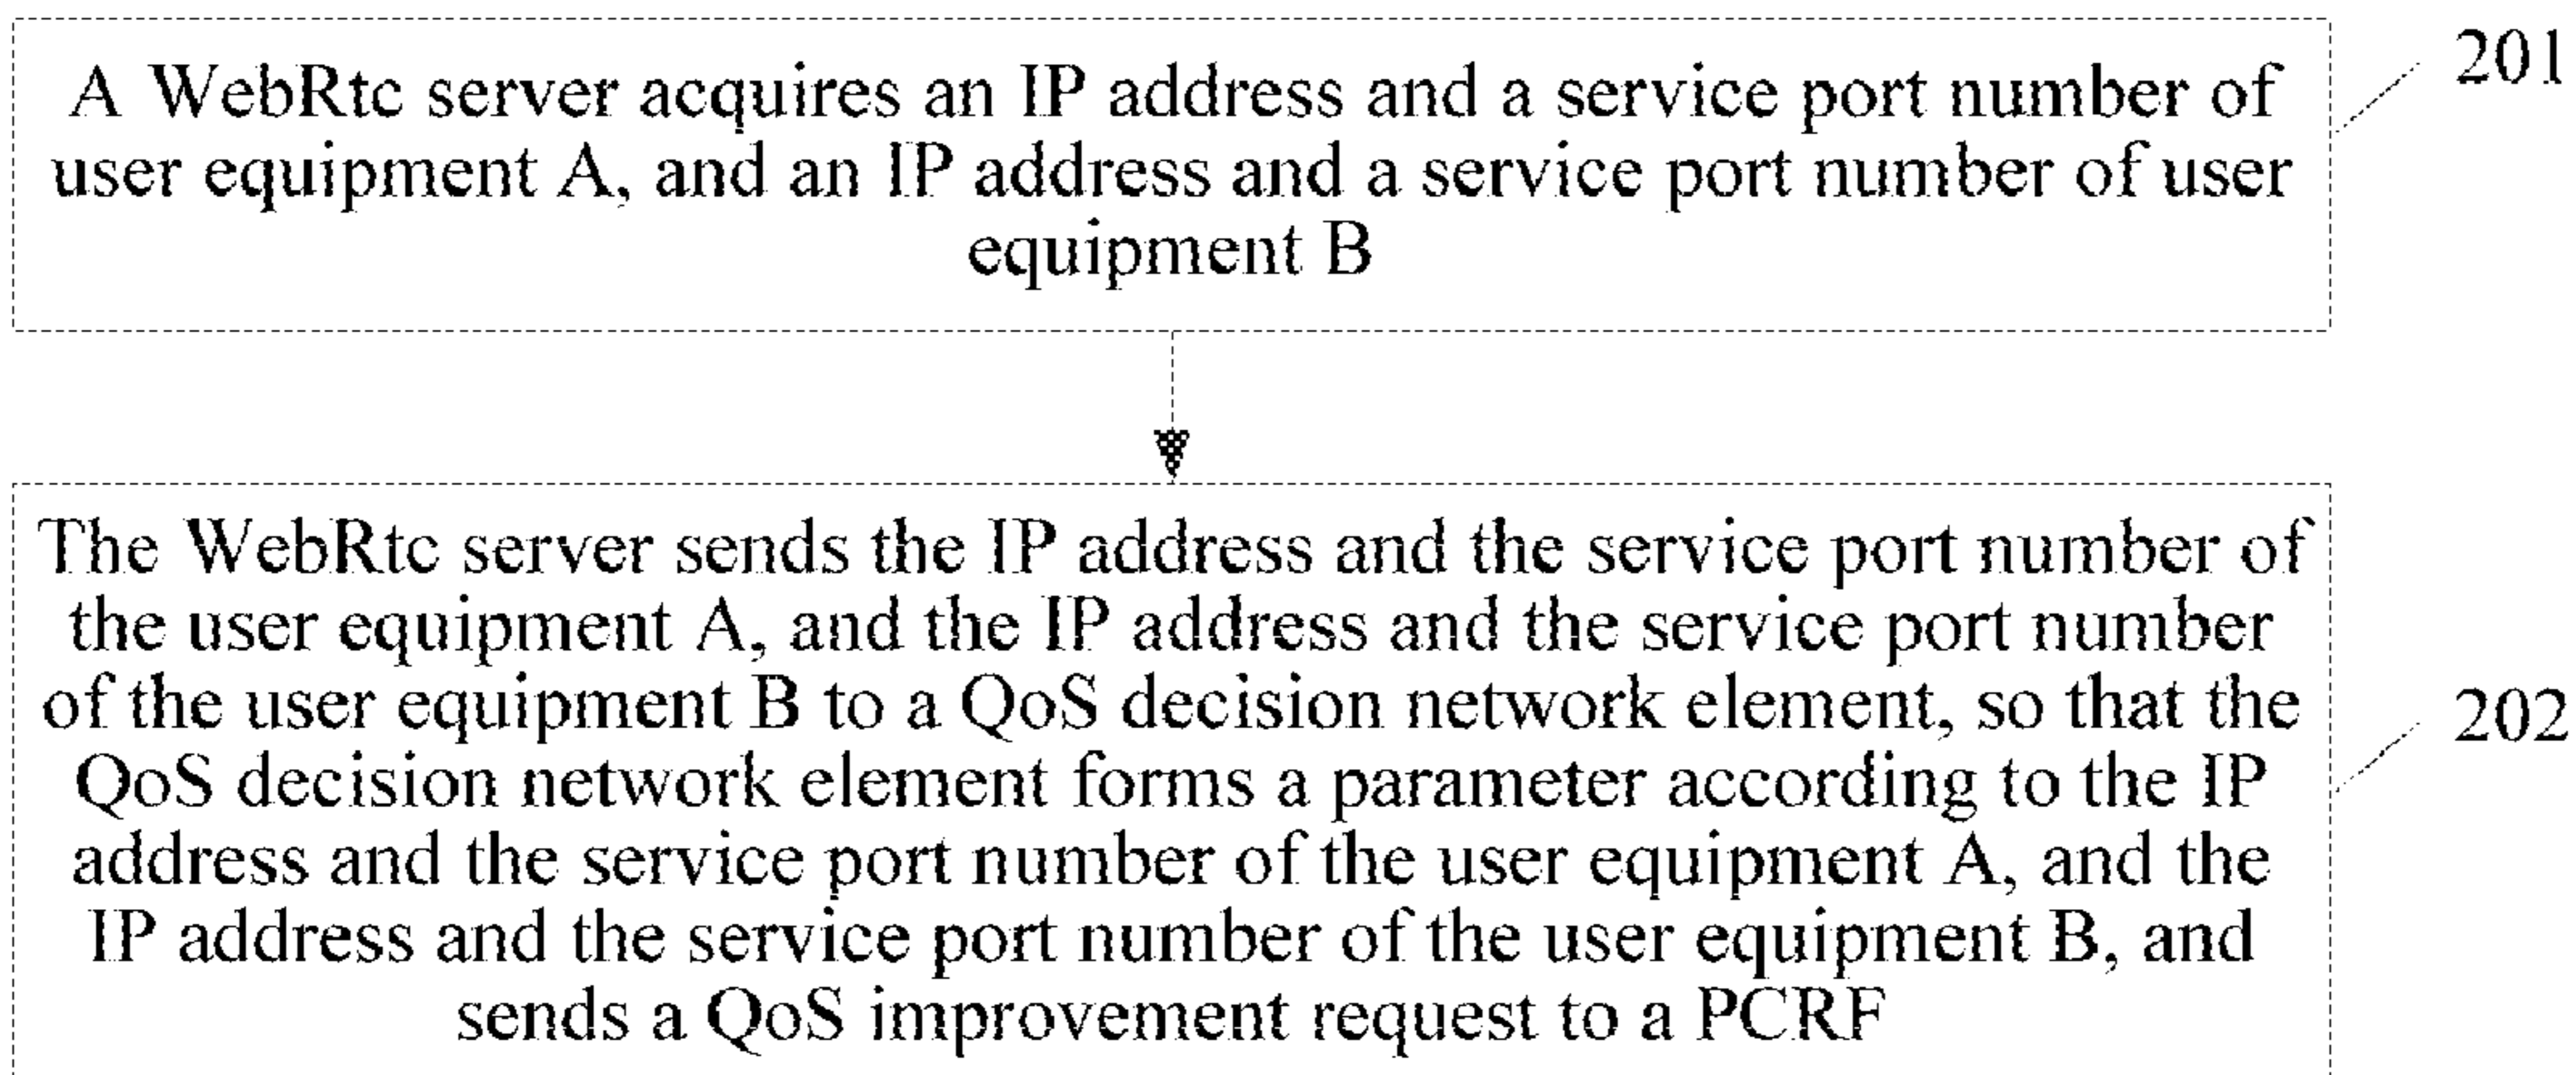 A WebRtc server acquires an IP address and a service port number of
user equipment A, and an IP address and a service port number of user
equipment B
201
The WebRtc server sends the IP address and the service port number of
the user equipment A, and the IP address and the service port number
of the user equipment B to a QoS decision network element, so that the
QoS decision network element forms a parameter according to the IP
address and the service port number of the user equipment A, and the
IP address and the service port number of the user equipment B, and
sends a QoS improvement request to a PCRF
202